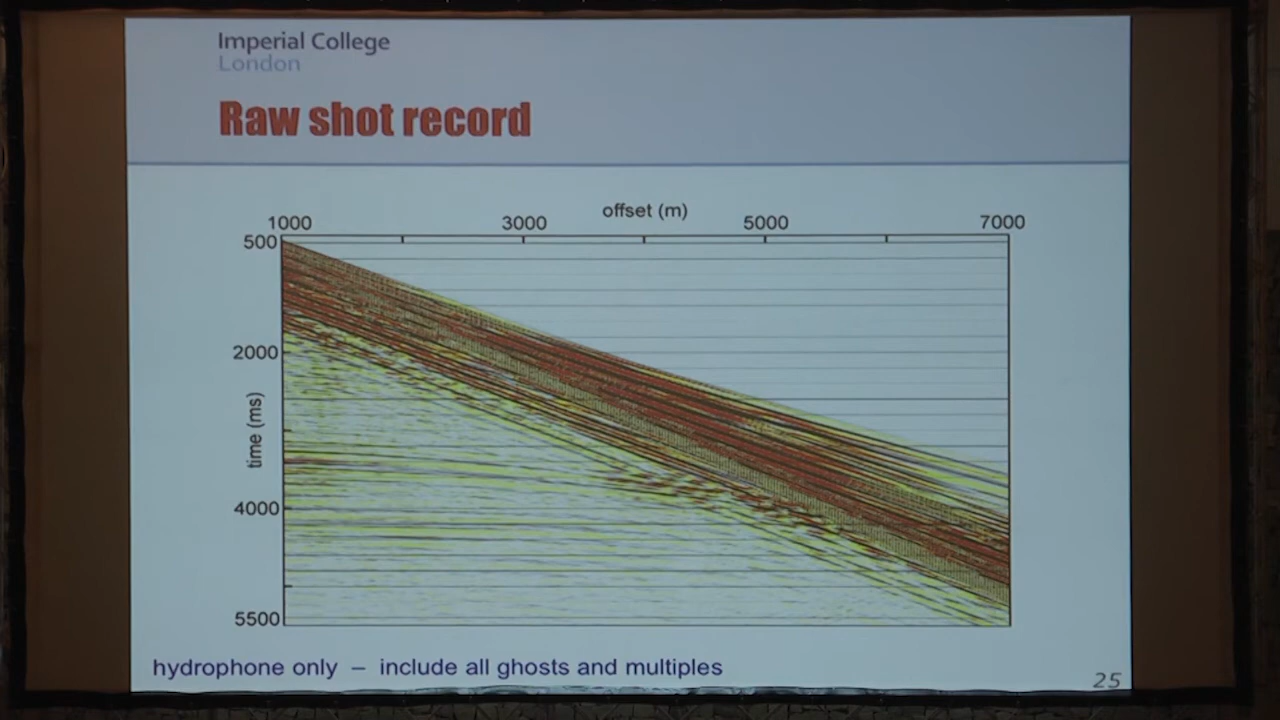 Imperial College
London
Raw shot record
offset (m)
1000 3000 5000 7000
500
2000
time (ms)
4000
5500
hydrophone only – include all ghosts and multiples
25